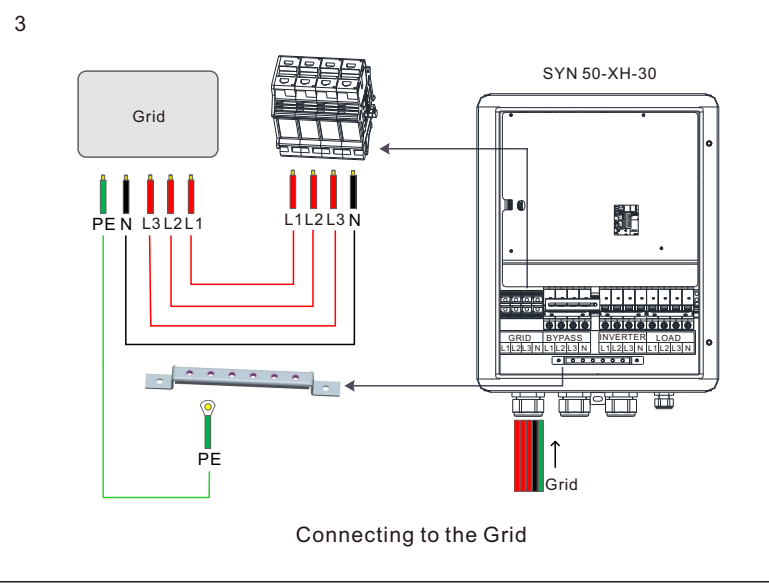 3
SYN 50-XH-30
Grid
PE N L3 L2 L1
L1 L2 L3 N
GRID BYPASS INVERTER LOAD
L1 L2 L3 N L1 L2 L3 N L1 L2 L3 N L1 L2 L3 N
PE
Grid
Connecting to the Grid